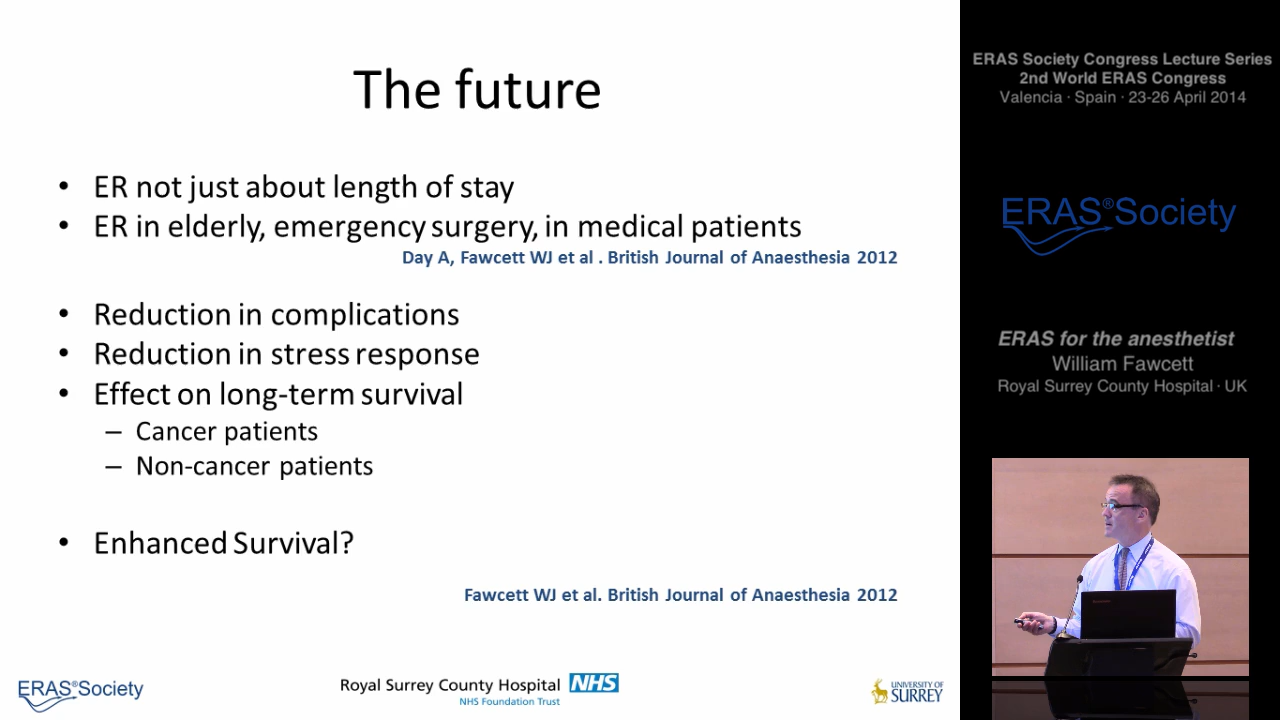 The future
• ER not just about length of stay
• ER in elderly, emergency surgery, in medical patients
Day A, Fawcett WJ et al . British Journal of Anaesthesia 2012
• Reduction in complications
• Reduction in stress response
• Effect on long-term survival
– Cancer patients
– Non-cancer patients
• Enhanced Survival?
Fawcett WJ et al. British Journal of Anaesthesia 2012
ERAS®Society
Royal Surrey County Hospital NHS
NHS Foundation Trust
UNIVERSITY OF
SURREY
ERAS Society Congress Lecture Series
2nd World ERAS Congress
Valencia · Spain · 23-26 April 2014
ERAS®Society
ERAS for the anesthetist
William Fawcett
Royal Surrey County Hospital · UK